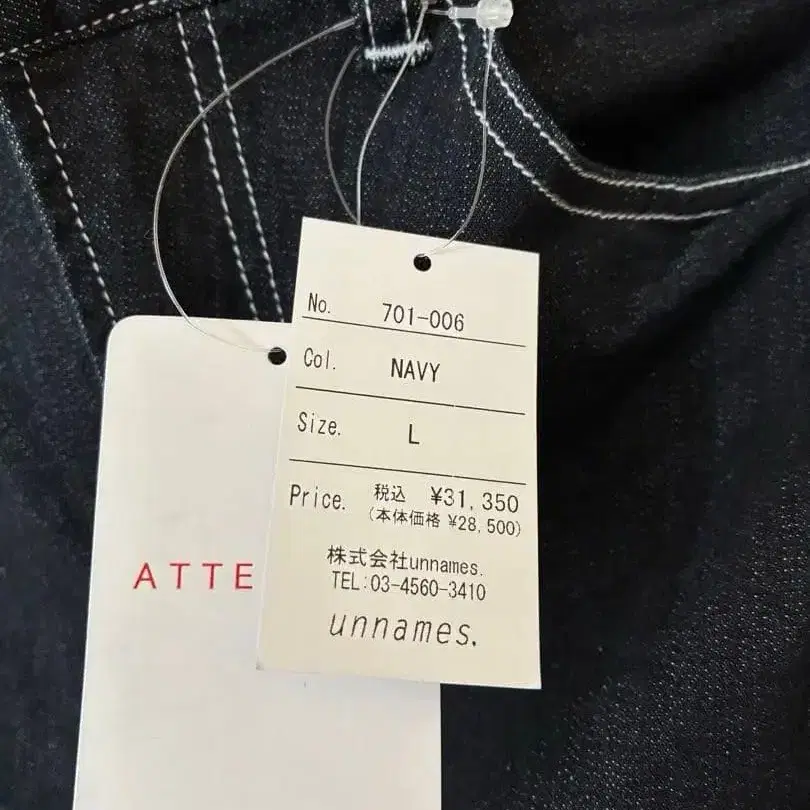 No. 701-006
Col. NAVY
Size. L
Price. 税込 ¥31,350
(本体価格 ¥28,500)
株式会社unnames.
TEL:03-4560-3410
unnames.
ATTE